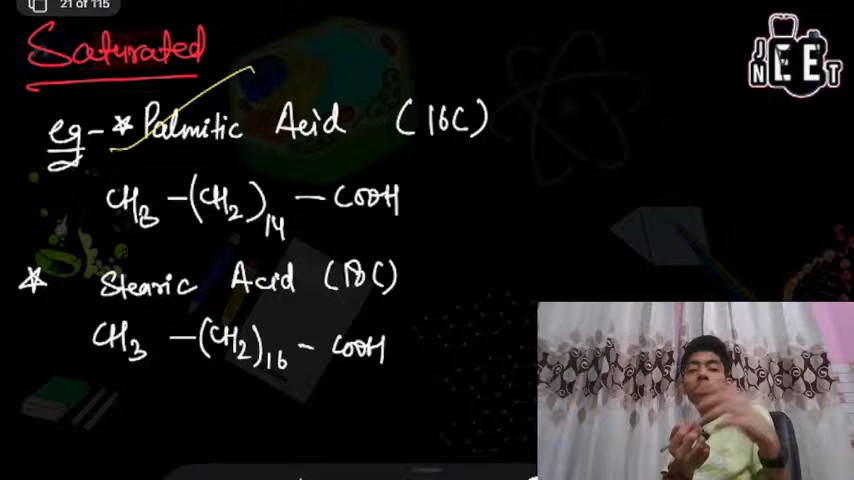 21 of 115
Saturated
J NEET
eg - * Palmitic Acid (16C)
CH3 - (CH2)14 - COOH
* Stearic Acid (18C)
CH3 - (CH2)16 - COOH